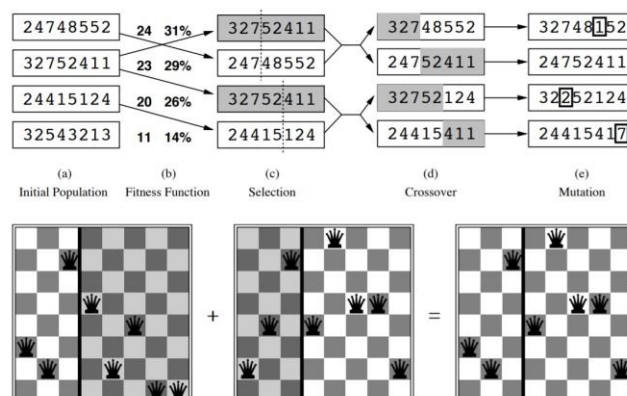 24748552 24 31% 32752411 32748552 32748152
32752411 23 29% 24748552 24752411 24752411
24415124 20 26% 32752411 32752124 32252124
32543213 11 14% 24415124 24415411 24415417
(a) (b) (c) (d) (e)
Initial Population Fitness Function Selection Crossover Mutation
+ =